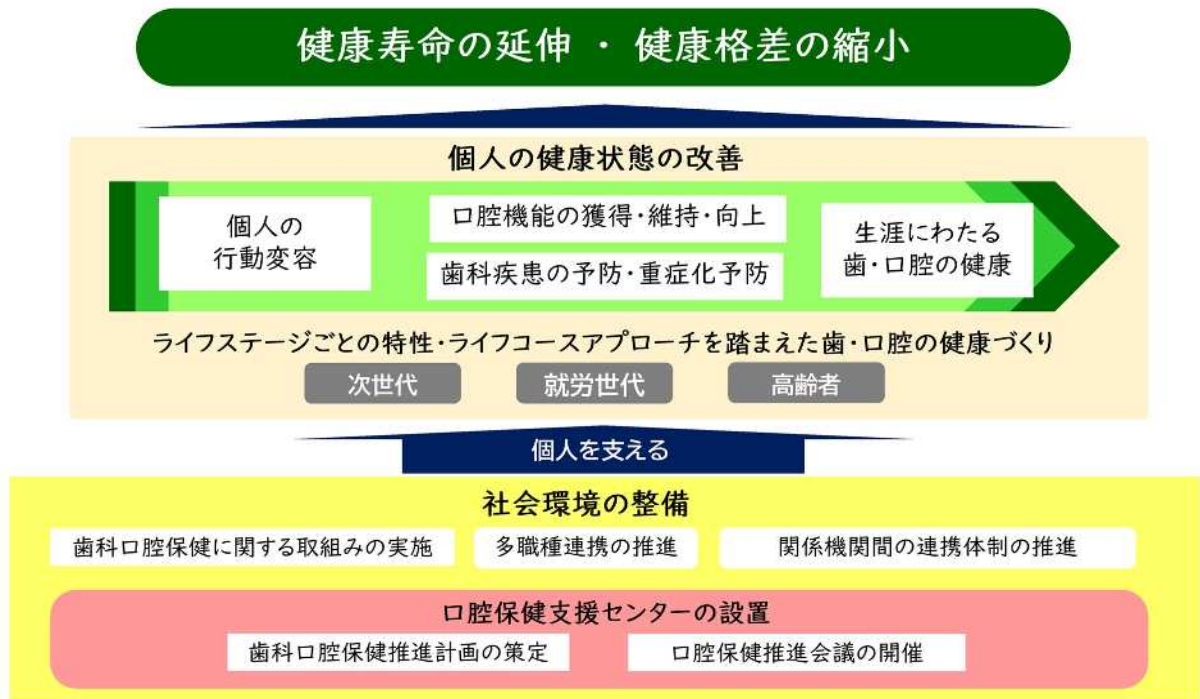 健康寿命の延伸 ・ 健康格差の縮小
個人の健康状態の改善
個人の
行動変容
口腔機能の獲得・維持・向上
歯科疾患の予防・重症化予防
生涯にわたる
歯・口腔の健康
ライフステージごとの特性・ライフコースアプローチを踏まえた歯・口腔の健康づくり
次世代
就労世代
高齢者
個人を支える
社会環境の整備
歯科口腔保健に関する取組みの実施
多職種連携の推進
関係機関間の連携体制の推進
口腔保健支援センターの設置
歯科口腔保健推進計画の策定
口腔保健推進会議の開催